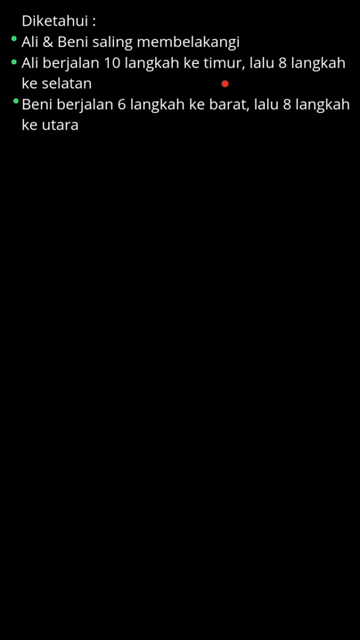 Diketahui :
Ali & Beni saling membelakangi
Ali berjalan 10 langkah ke timur, lalu 8 langkah
ke selatan
Beni berjalan 6 langkah ke barat, lalu 8 langkah
ke utara